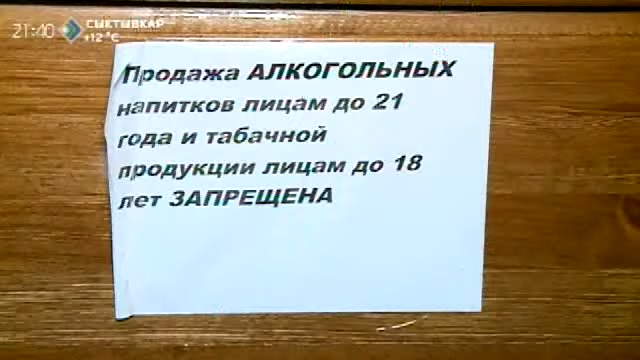 21:40 СЫКТЫВКАР
+12 °C
Продажа АЛКОГОЛЬНЫХ
напитков лицам до 21
года и табачной
продукции лицам до 18
лет ЗАПРЕЩЕНА